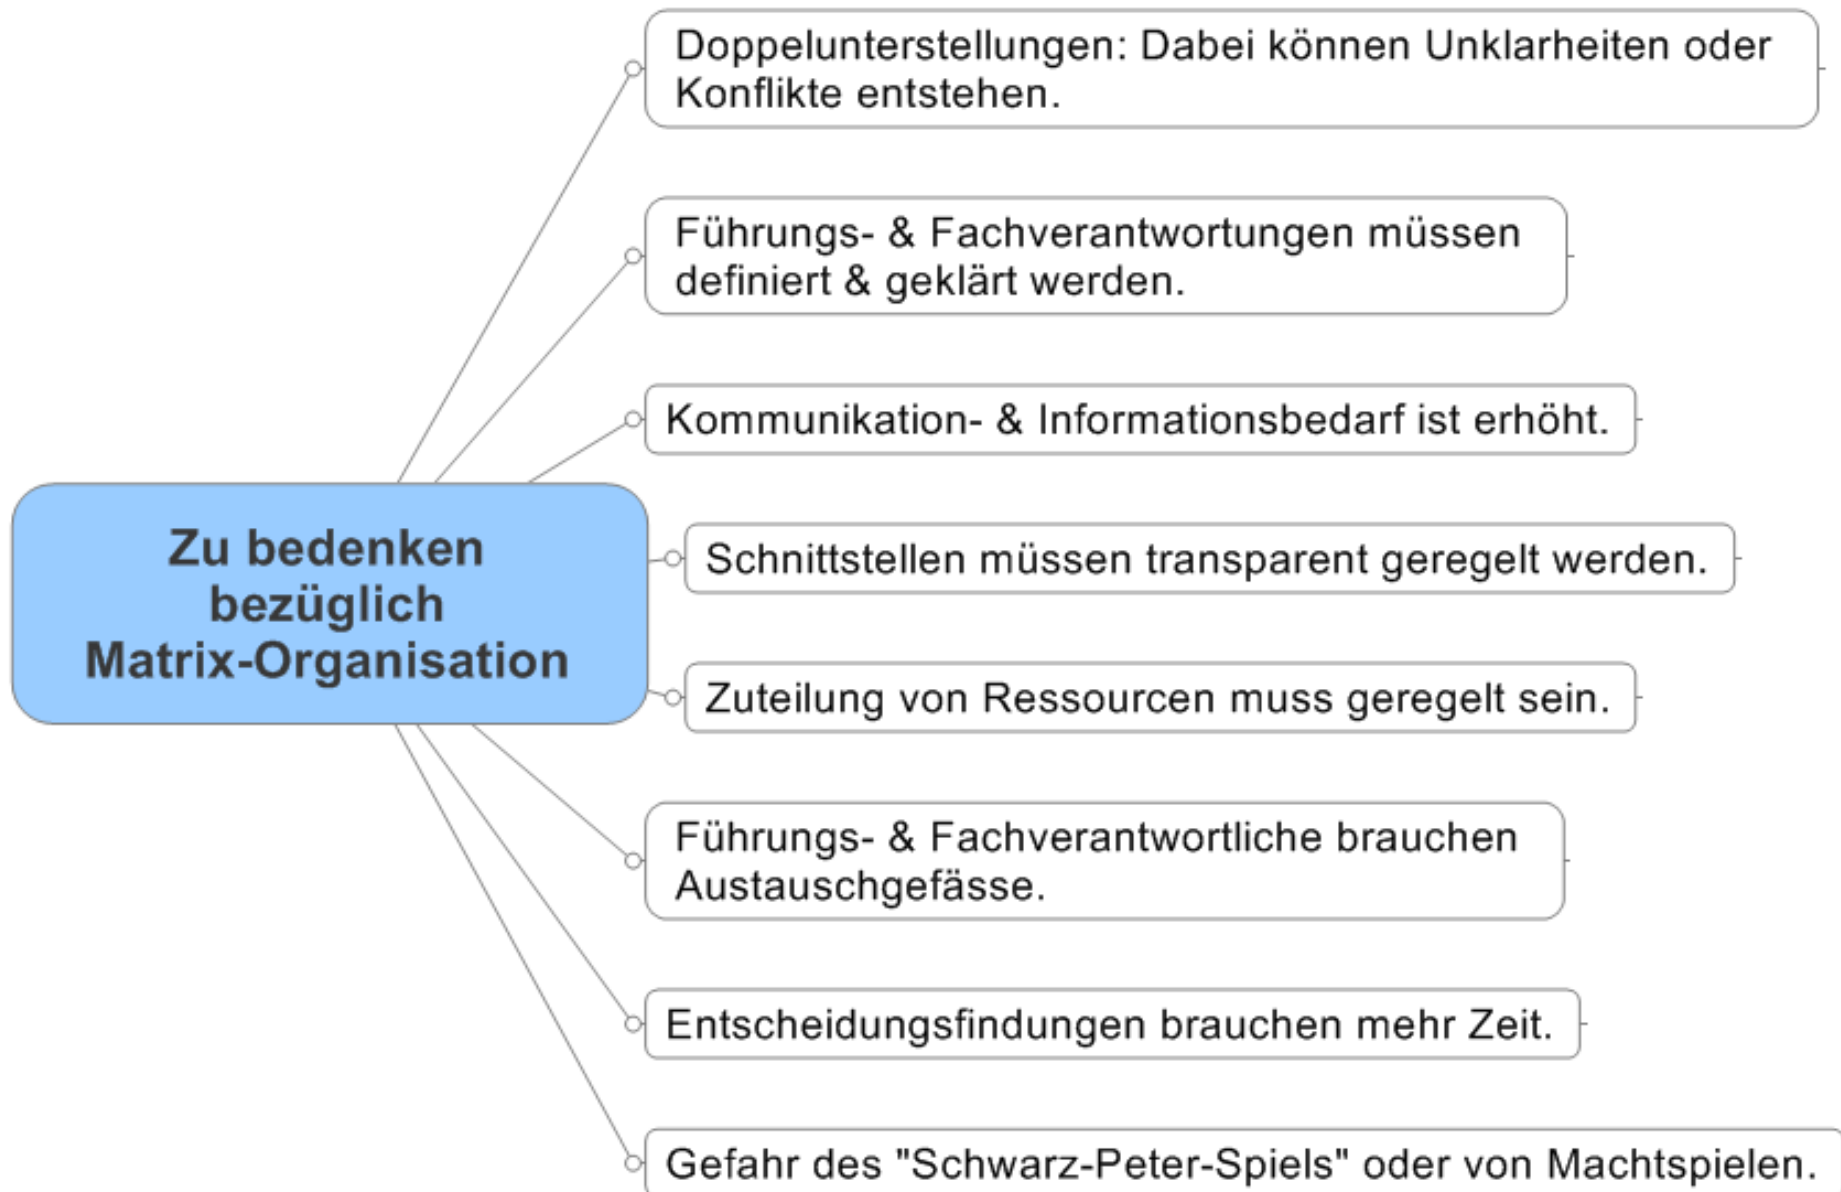 Doppelunterstellungen: Dabei können Unklarheiten oder
Konflikte entstehen.
Führungs- & Fachverantwortungen müssen
definiert & geklärt werden.
Kommunikation- & Informationsbedarf ist erhöht.
Zu bedenken
bezüglich
Matrix-Organisation
Schnittstellen müssen transparent geregelt werden.
Zuteilung von Ressourcen muss geregelt sein.
Führungs- & Fachverantwortliche brauchen
Austauschgefässe.
Entscheidungsfindungen brauchen mehr Zeit.
Gefahr des "Schwarz-Peter-Spiels" oder von Machtspielen.